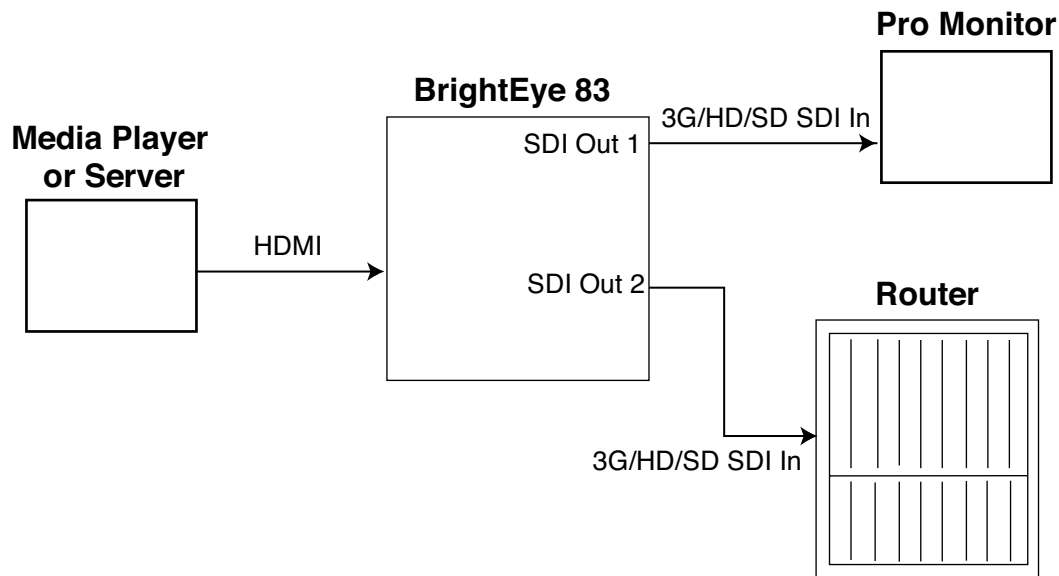 Pro Monitor
BrightEye 83
3G/HD/SD SDI In
SDI Out 1
Media Player
or Server
HDMI
SDI Out 2
Router
3G/HD/SD SDI In